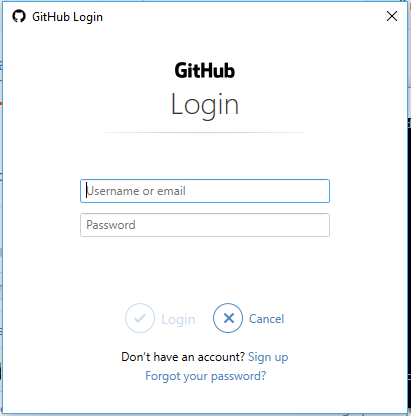 GitHub Login
GitHub
Login
Username or email
Password
Login Cancel
Don't have an account? Sign up
Forgot your password?